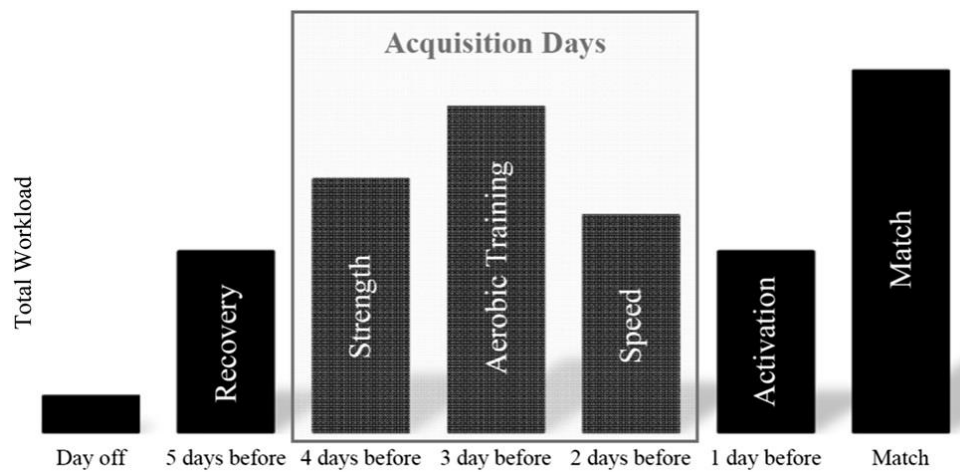 Acquisition Days
Total Workload
Recovery
Strength
Aerobic Training
Speed
Activation
Match
Day off
5 days before
4 days before
3 day before
2 days before
1 day before
Match